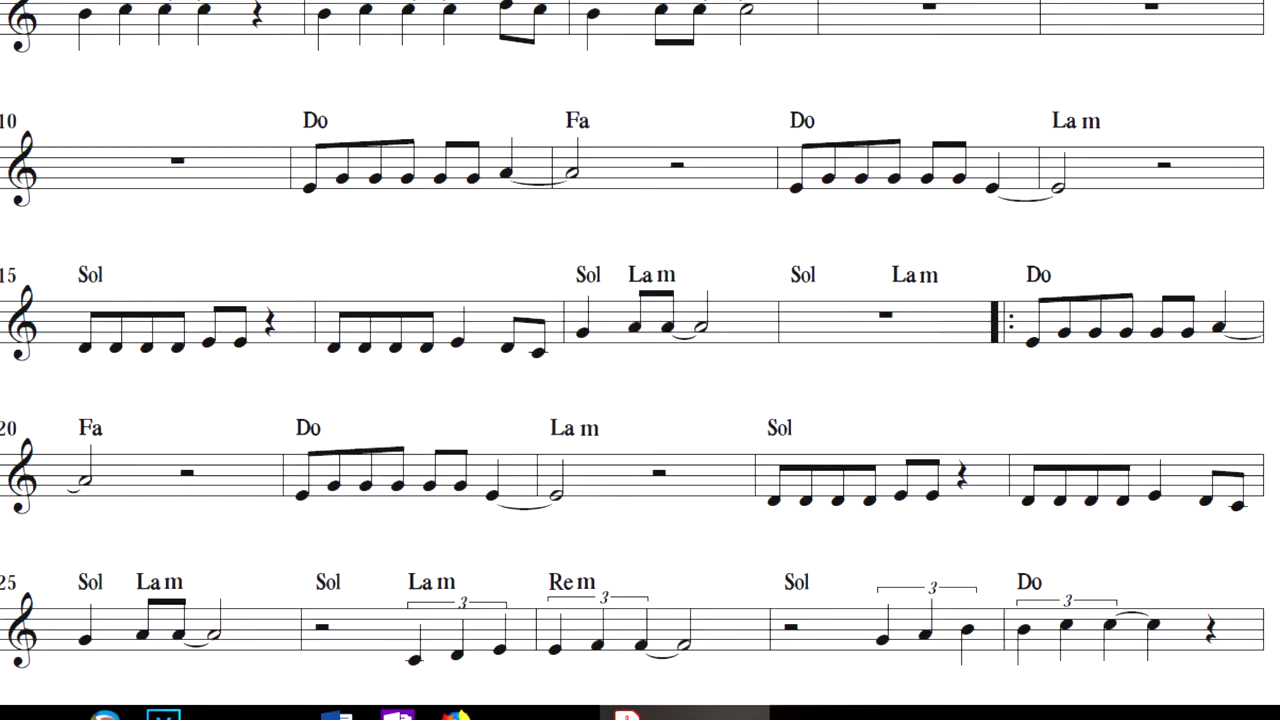 10 Do Fa Do La m
15 Sol Sol La m Sol La m Do
20 Fa Do La m Sol
25 Sol La m Sol La m Re m Sol Do
3 3 3 3